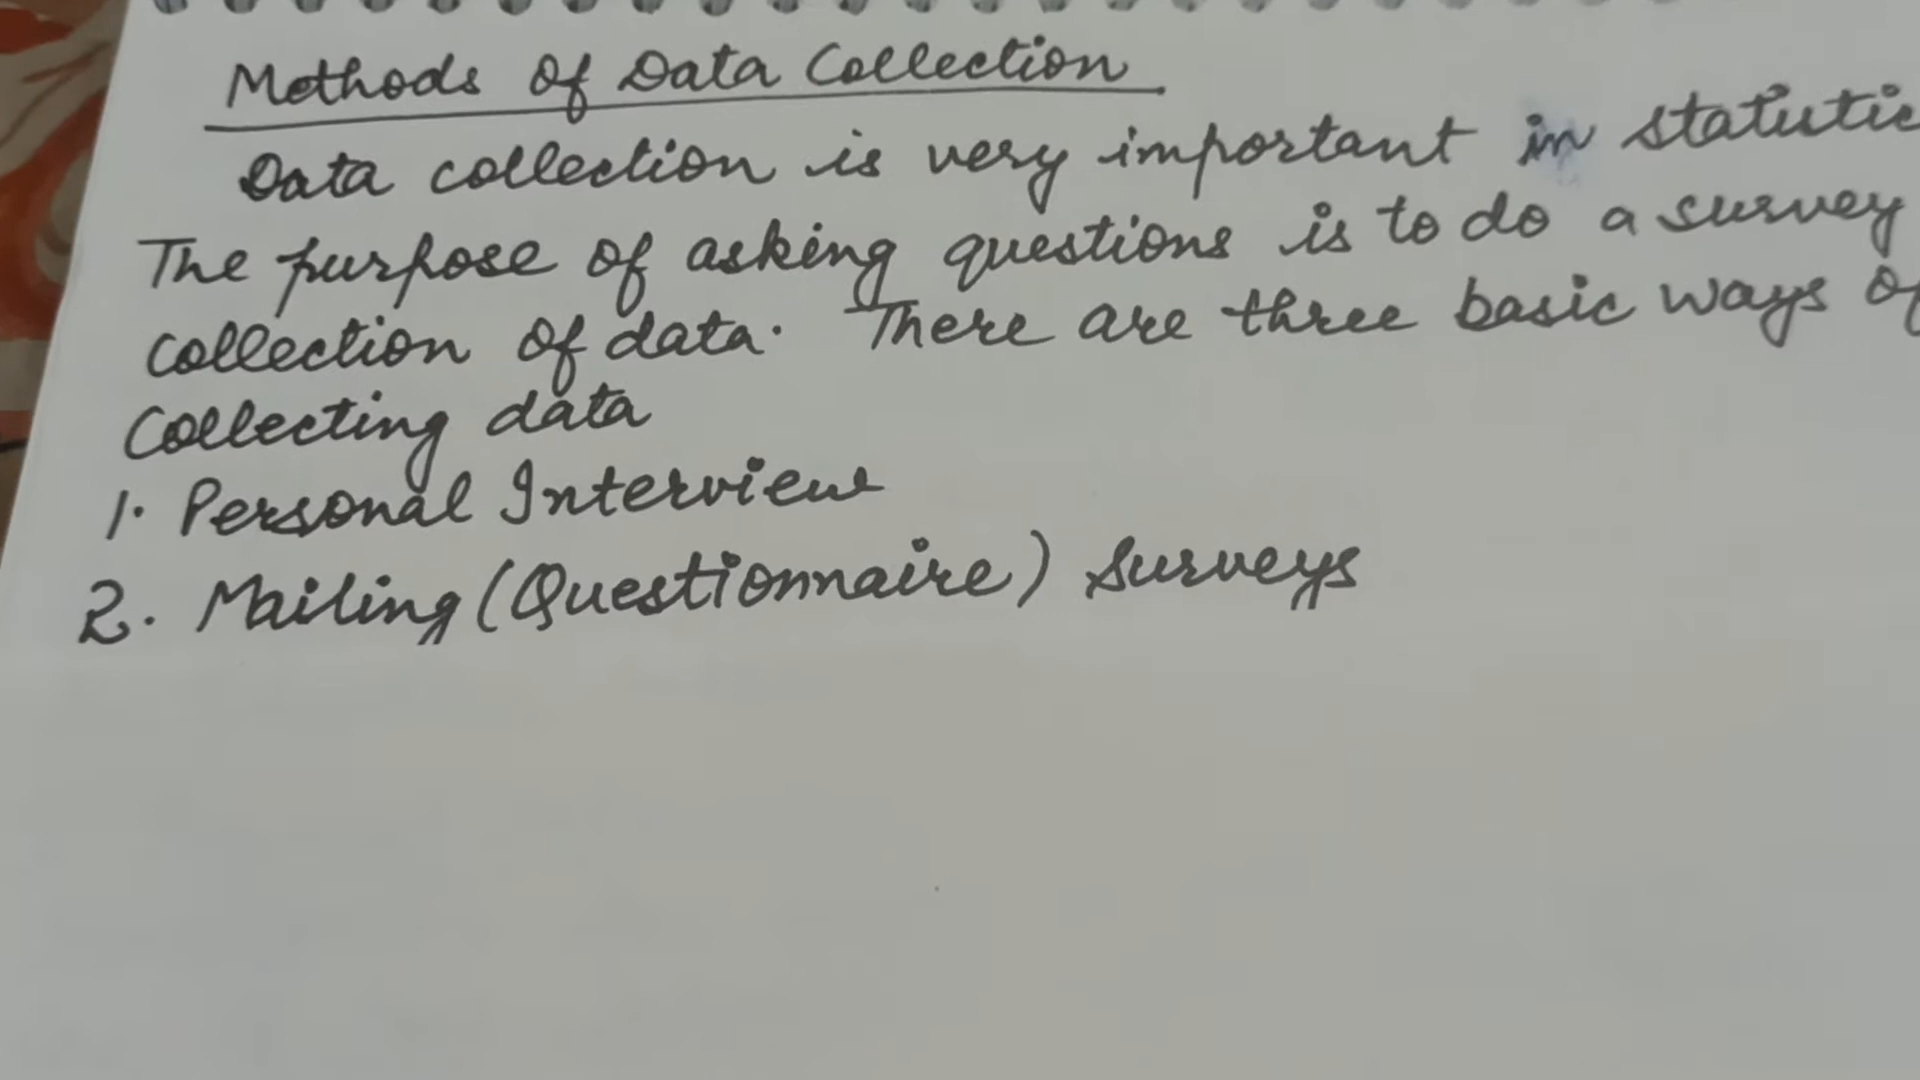 Methods of Data Collection
Data collection is very important in statistic
The purpose of asking questions is to do a survey
collection of data. There are three basic ways of
collecting data
1. Personal Interview
2. Mailing (Questionnaire) Surveys